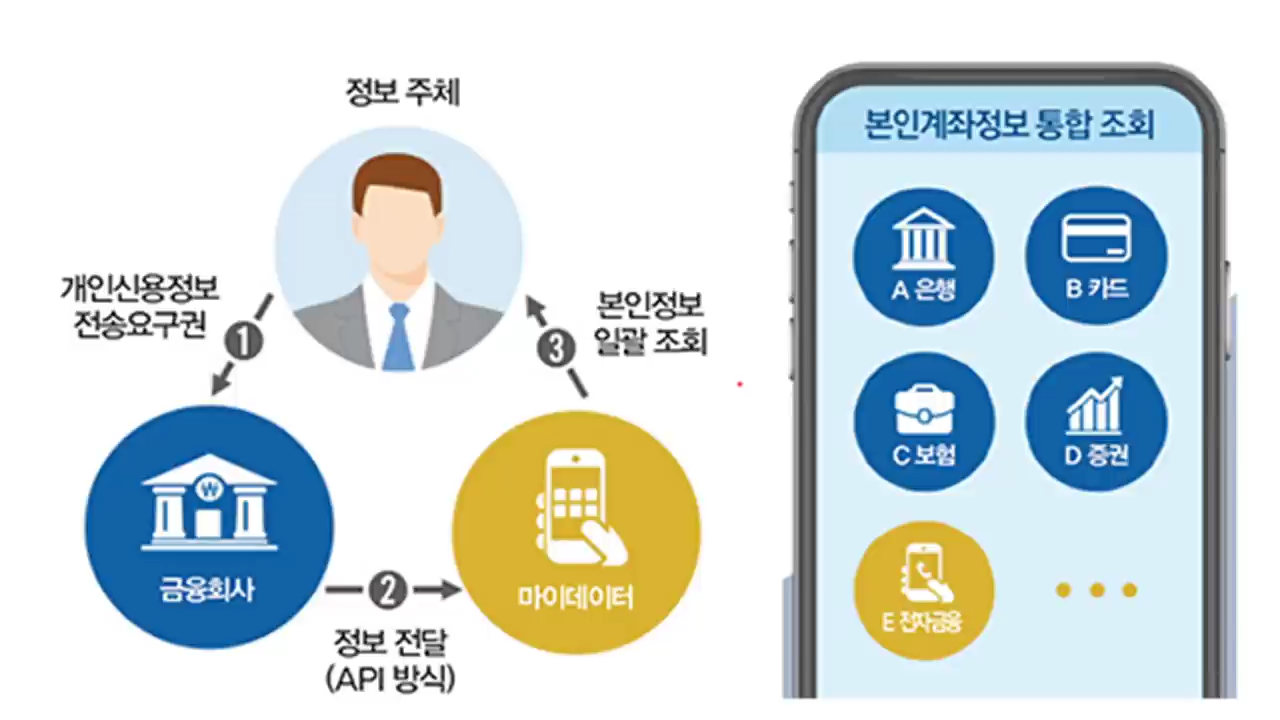 정보 주체
개인신용정보
전송요구권
1
본인정보
일괄 조회
3
₩
금융회사
마이데이터
2
정보 전달
(API 방식)
본인계좌정보 통합 조회
A 은행
B 카드
C 보험
D 증권
E 전자금융